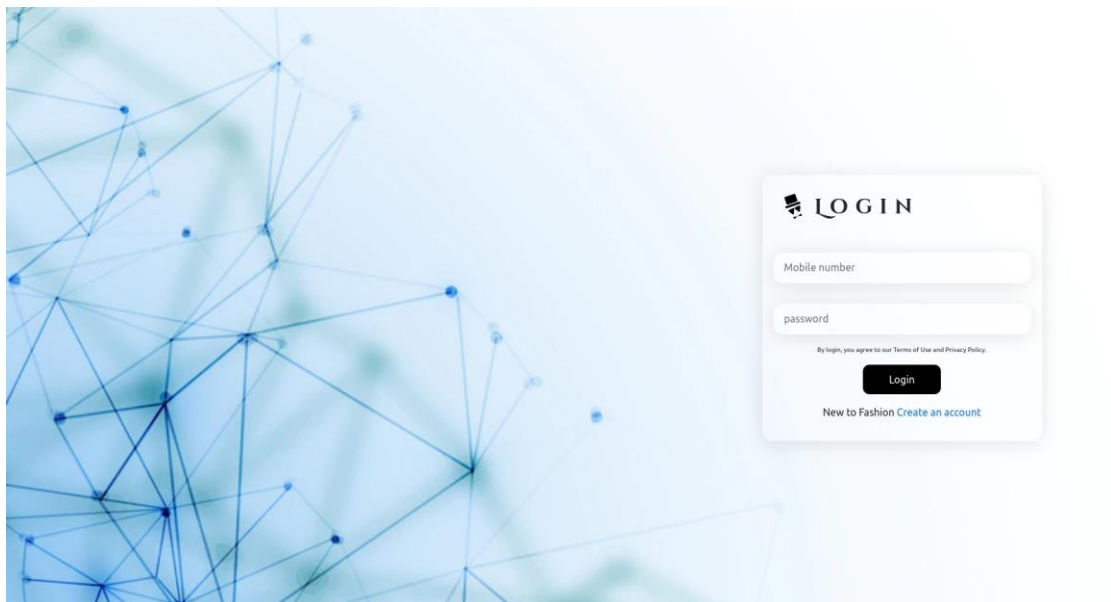 LOGIN
Mobile number
password
By login, you agree to our Terms of Use and Privacy Policy.
Login
New to Fashion Create an account